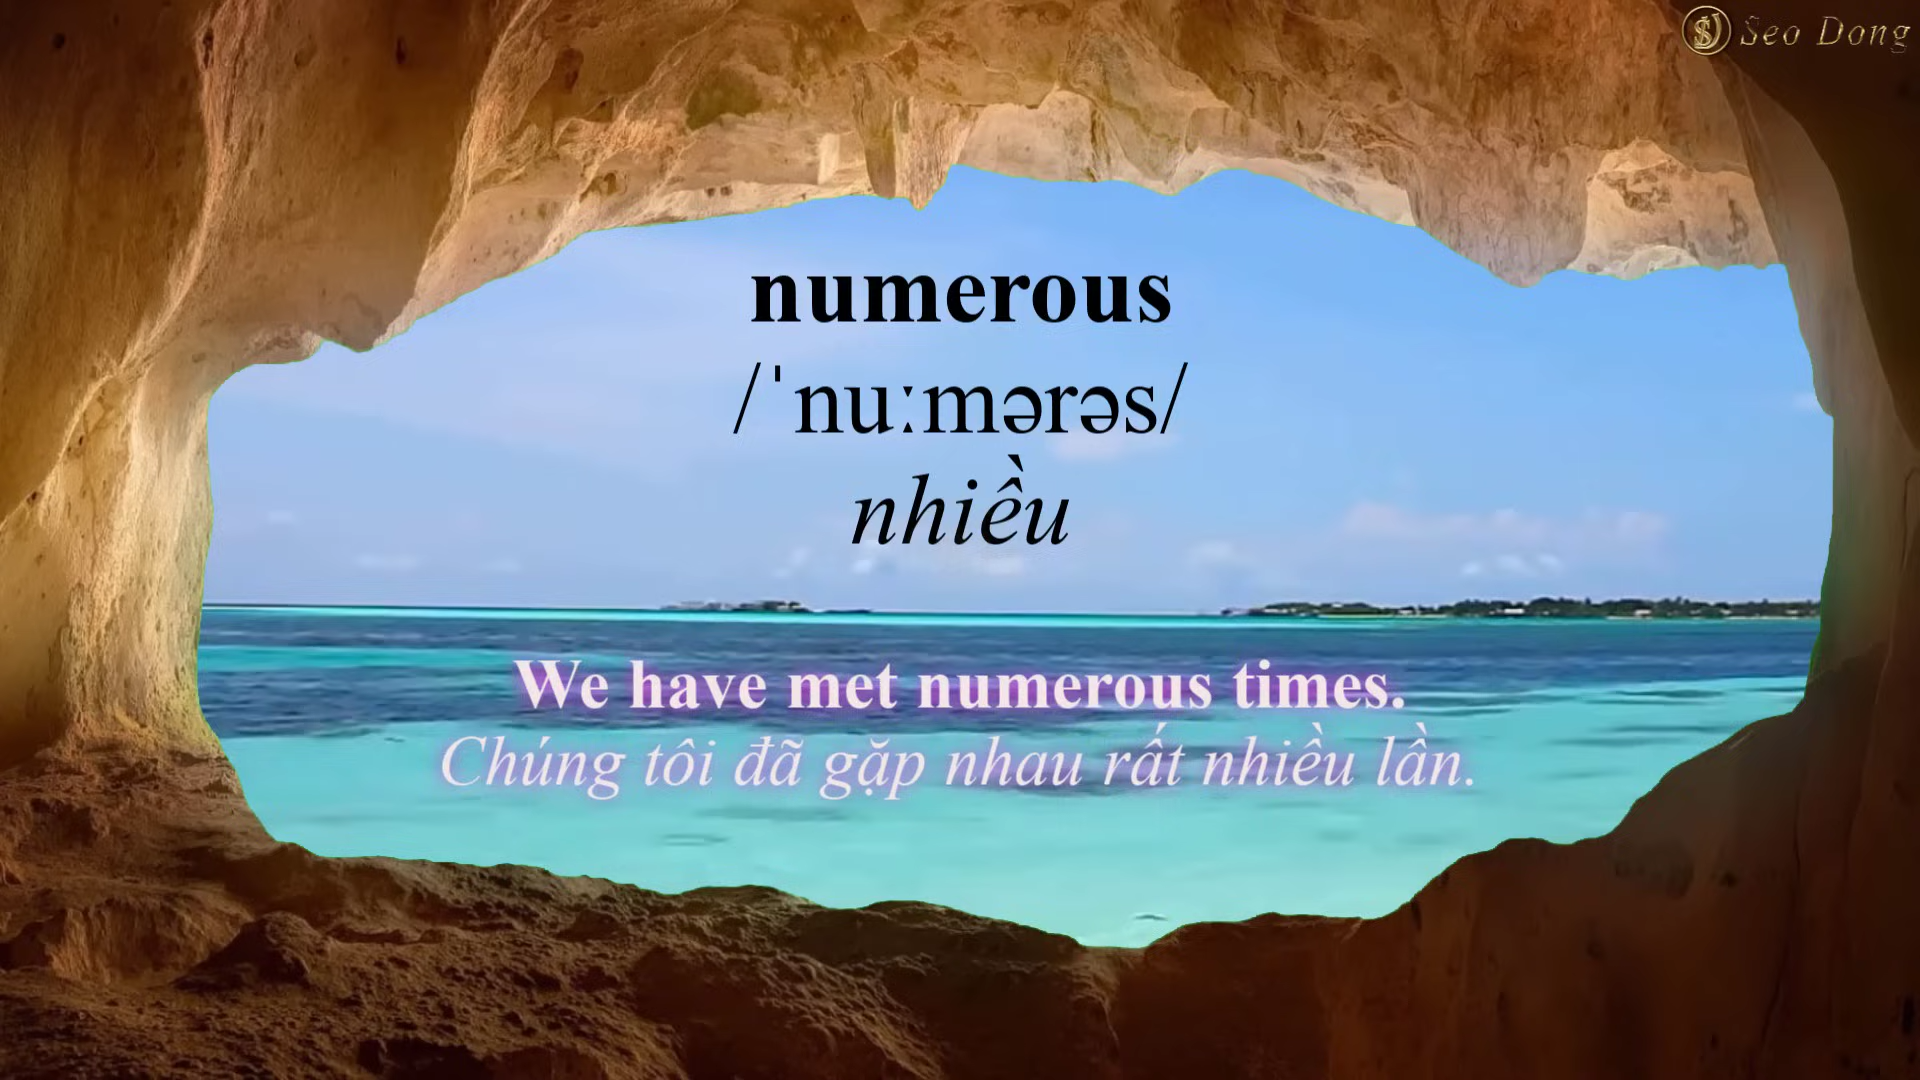 Seo Dong
numerous
/ˈnuːmərəs/
nhiều
We have met numerous times.
Chúng tôi đã gặp nhau rất nhiều lần.